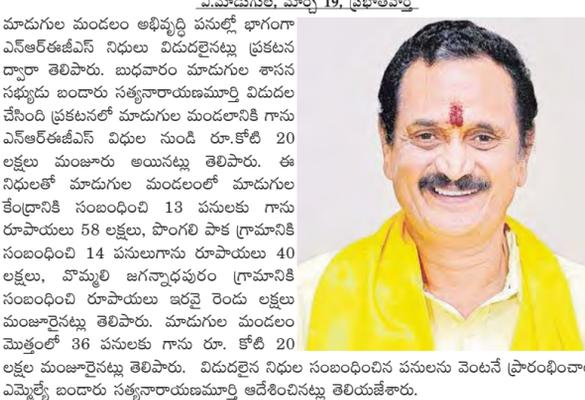 వి.మాడుగుల, మార్చి 19, ప్రభాతవార్త
మాడుగుల మండలం అభివృద్ధి పనుల్లో భాగంగా
ఎన్ఆర్ఈజీఎస్ నిధులు విడుదలైనట్లు ప్రకటన
ద్వారా తెలిపారు. బుధవారం మాడుగుల శాసన
సభ్యుడు బండారు సత్యనారాయణమూర్తి విడుదల
చేసింది ప్రకటనలో మాడుగుల మండలానికి గాను
ఎన్ఆర్ఈజీఎస్ విధుల నుండి రూ.కోటి 20
లక్షలు మంజూరు అయినట్లు తెలిపారు. ఈ
నిధులతో మాడుగుల మండలంలో మాడుగుల
కేంద్రానికి సంబంధించి 13 పనులకు గాను
రూపాయలు 58 లక్షలు, పొంగలి పాక గ్రామానికి
సంబంధించి 14 పనులుగాను రూపాయలు 40
లక్షలు, వొమ్మలి జగన్నాధపురం గ్రామానికి
సంబంధించి రూపాయలు ఇరవై రెండు లక్షలు
మంజూరైనట్లు తెలిపారు. మాడుగుల మండలం
మొత్తంలో 36 పనులకు గాను రూ. కోటి 20
లక్షల మంజూరైనట్లు తెలిపారు. విడుదలైన నిధుల సంబంధించిన పనులను వెంటనే ప్రారంభించాల
ఎమ్మెల్యే బండారు సత్యనారాయణమూర్తి ఆదేశించినట్లు తెలియజేశారు.